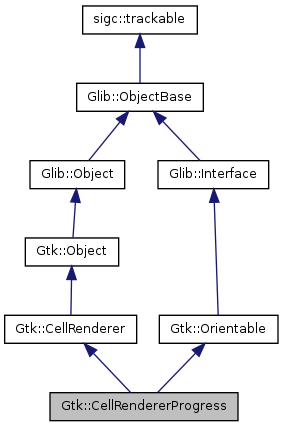 sigc::trackable
Glib::ObjectBase
Glib::Object
Glib::Interface
Gtk::Object
Gtk::CellRenderer
Gtk::Orientable
Gtk::CellRendererProgress